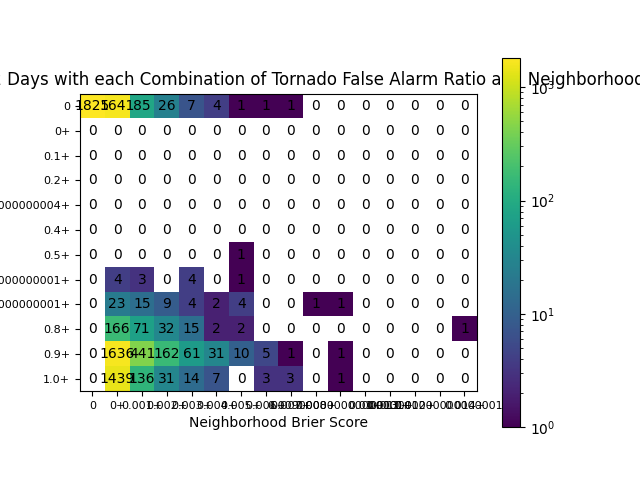 Days with each Combination of Tornado False Alarm Ratio a Neighborhood
0 1825 1641 185 26 7 4 1 1 1 0 0 0 0 0 0 0
0+ 0 0 0 0 0 0 0 0 0 0 0 0 0 0 0 0
0.1+ 0 0 0 0 0 0 0 0 0 0 0 0 0 0 0 0
0.2+ 0 0 0 0 0 0 0 0 0 0 0 0 0 0 0 0
000000004+ 0 0 0 0 0 0 0 0 0 0 0 0 0 0 0 0
0.4+ 0 0 0 0 0 0 0 0 0 0 0 0 0 0 0 0
0.5+ 0 0 0 0 0 0 1 0 0 0 0 0 0 0 0 0
000000001+ 0 4 3 0 4 0 1 0 0 0 0 0 0 0 0 0
000000001+ 0 23 15 9 4 2 4 0 0 1 1 0 0 0 0 0
0.8+ 0 166 71 32 15 2 2 0 0 0 0 0 0 0 0 1
0.9+ 0 1636 441 162 61 31 10 5 1 0 1 0 0 0 0 0
1.0+ 0 1439 136 31 14 7 0 3 3 0 1 0 0 0 0 0
0 0+
Neighborhood Brier Score
10³
10²
10¹
10⁰